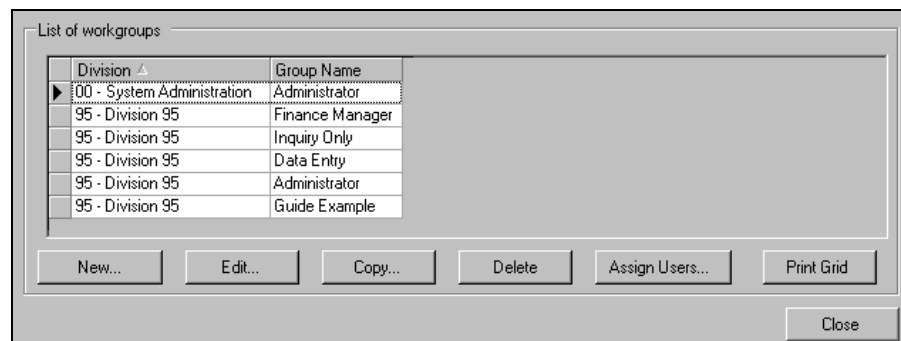 List of workgroups
Division Group Name
00 - System Administration Administrator
95 - Division 95 Finance Manager
95 - Division 95 Inquiry Only
95 - Division 95 Data Entry
95 - Division 95 Administrator
95 - Division 95 Guide Example
New... Edit... Copy... Delete Assign Users... Print Grid
Close